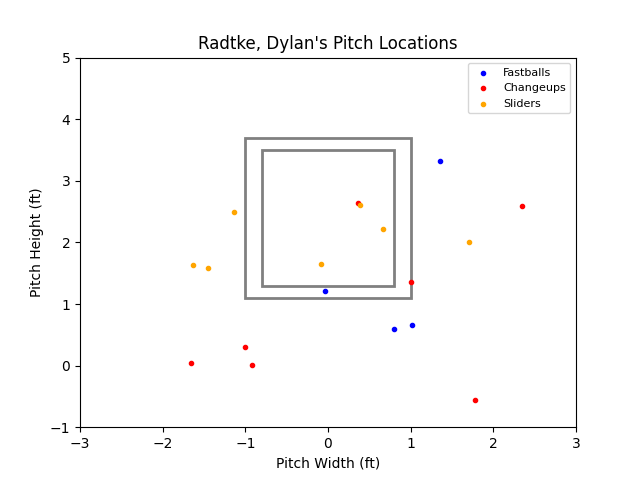 Radtke, Dylan's Pitch Locations
Fastballs
Changeups
Sliders
5
4
3
2
1
0
−1
Pitch Height (ft)
−3
−2
−1
0
1
2
3
Pitch Width (ft)